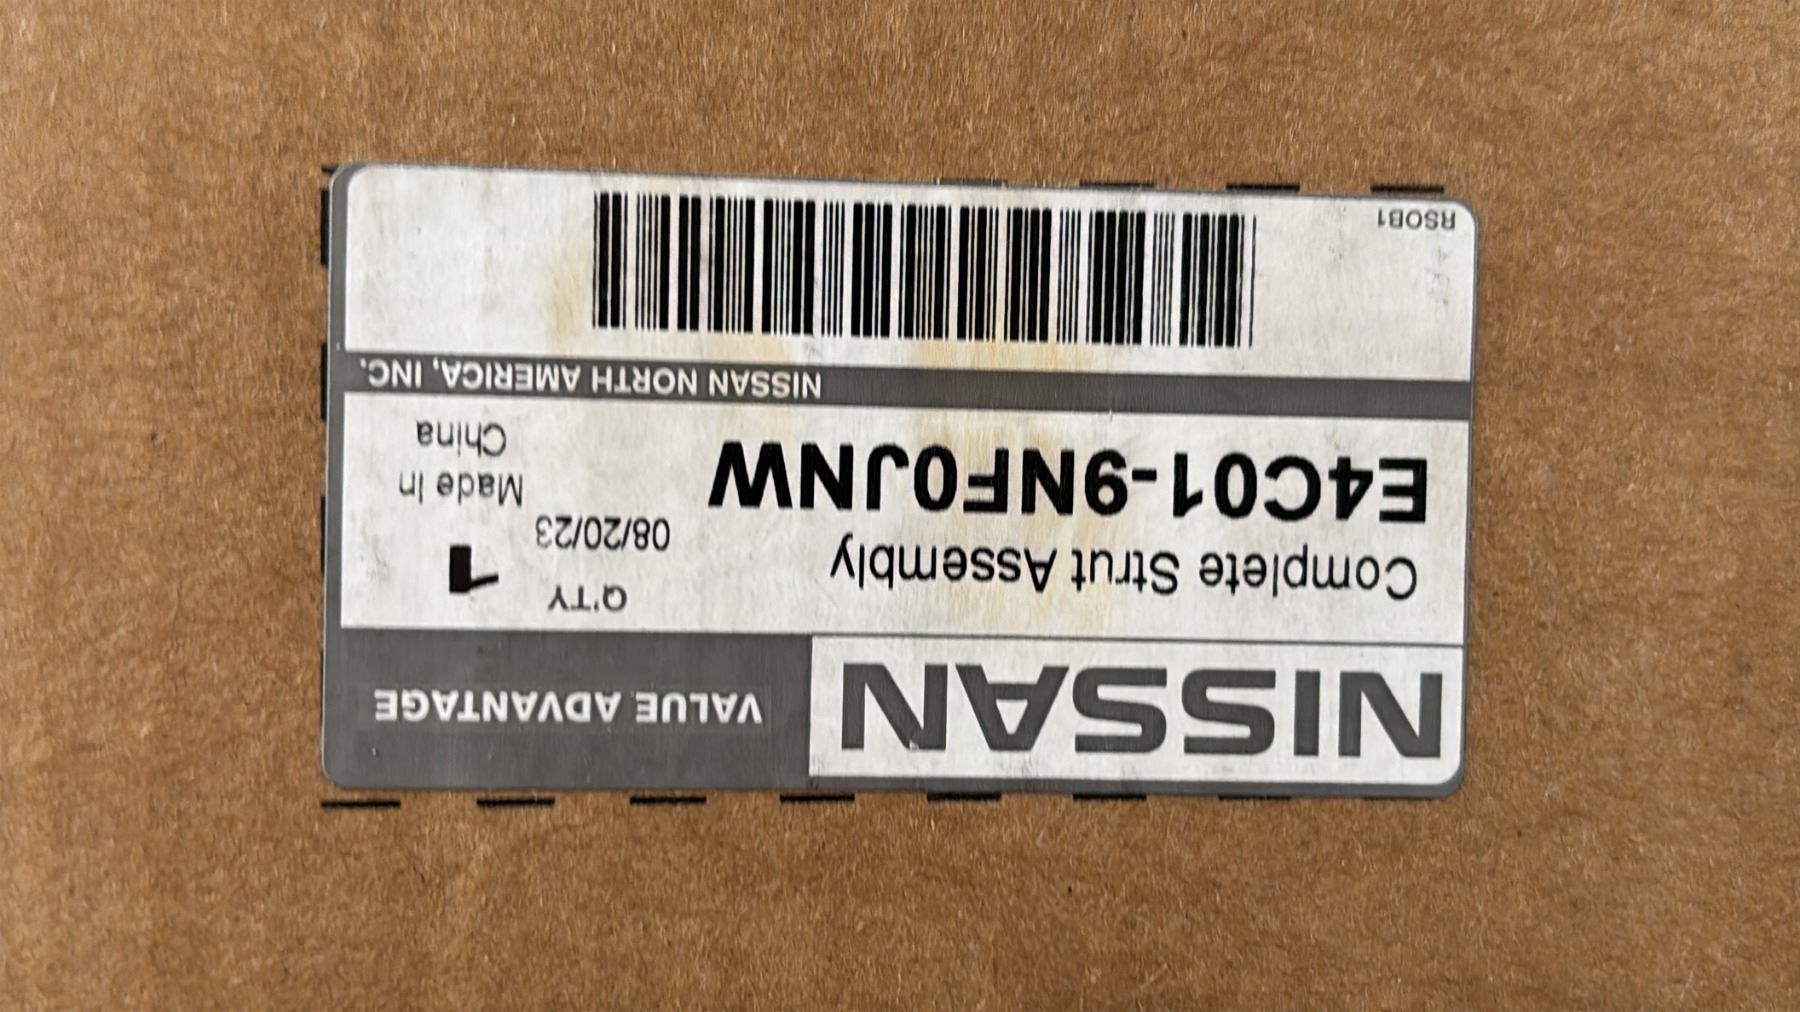 NISSAN
VALUE ADVANTAGE
Complete Strut Assembly
Q'TY
1
E4C01-9NF0JNW
08/20/23
Made In
China
NISSAN NORTH AMERICA, INC.
RSOB1